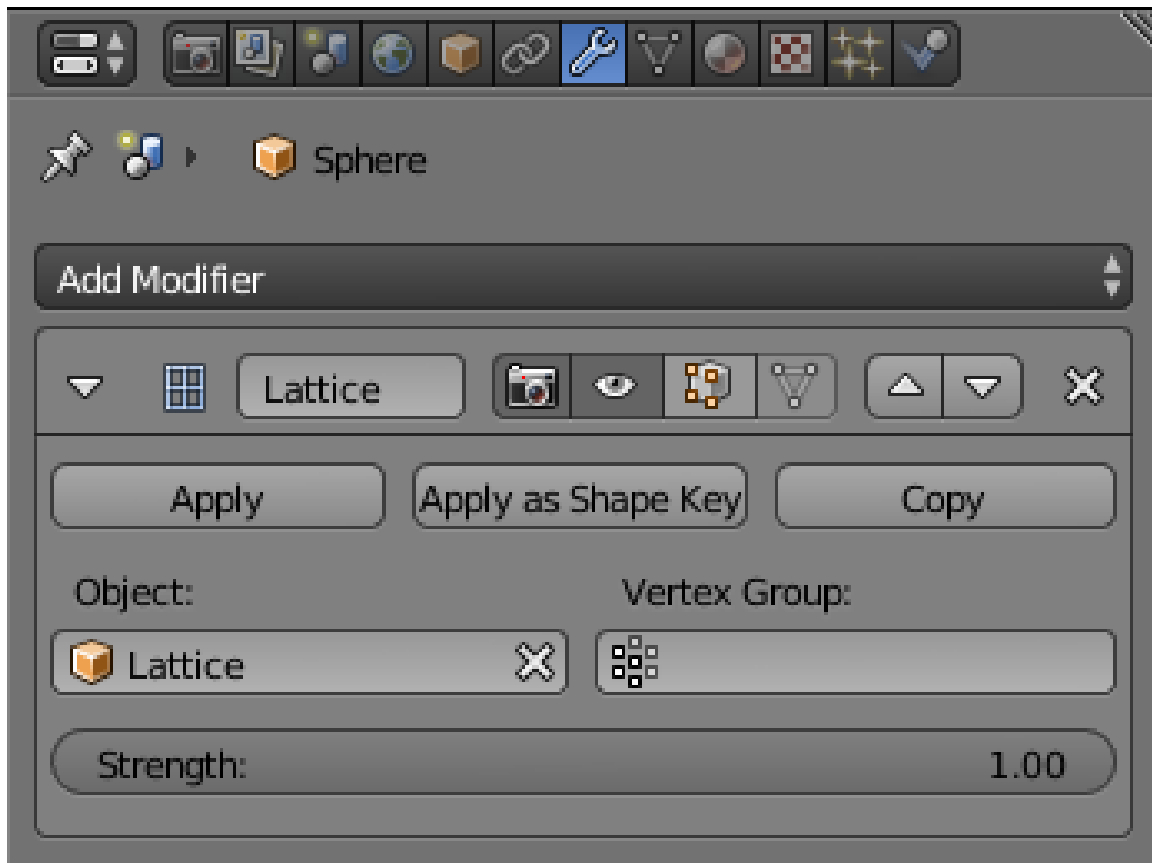 Sphere
Add Modifier
Lattice
Apply Apply as Shape Key Copy
Object: Vertex Group:
Lattice
Strength: 1.00